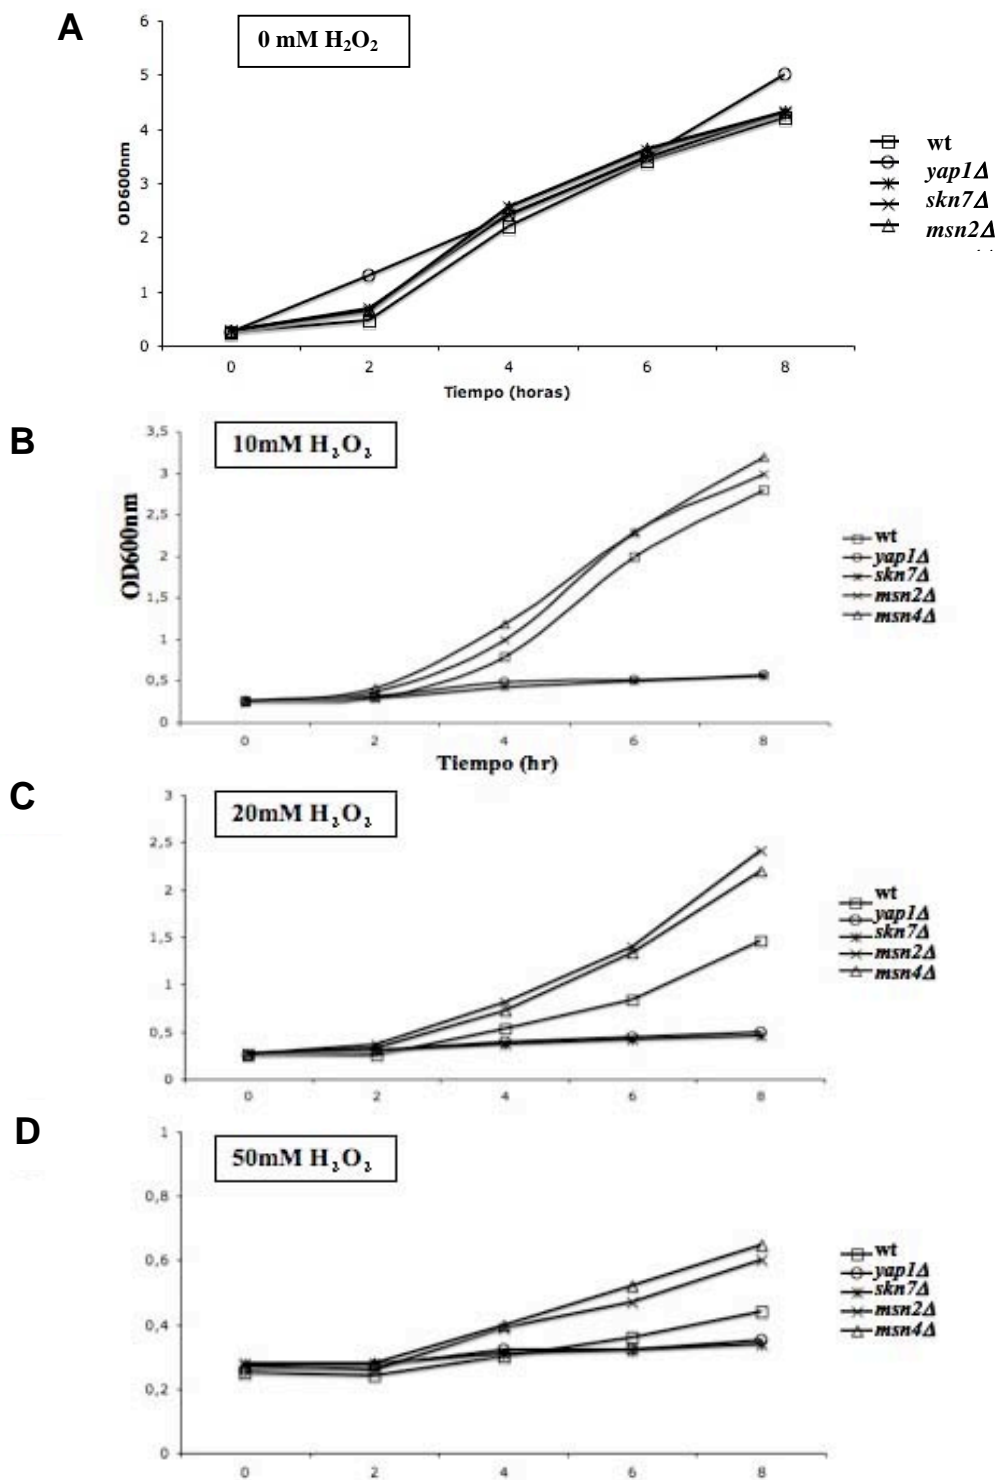 A
0 mM H₂O₂
6
5
4
3
2
1
0
OD600nm
0 2 4 6 8
Tiempo (horas)
wt
yap1Δ
skn7Δ
msn2Δ
B
10mM H₂O₂
3,5
3
2,5
2
1,5
1
0,5
0
OD600nm
0 2 4 6 8
Tiempo (hr)
wt
yap1Δ
skn7Δ
msn2Δ
msn4Δ
C
20mM H₂O₂
3
2,5
2
1,5
1
0,5
0
0 2 4 6 8
wt
yap1Δ
skn7Δ
msn2Δ
msn4Δ
D
50mM H₂O₂
1
0,8
0,6
0,4
0,2
0
0 2 4 6 8
wt
yap1Δ
skn7Δ
msn2Δ
msn4Δ